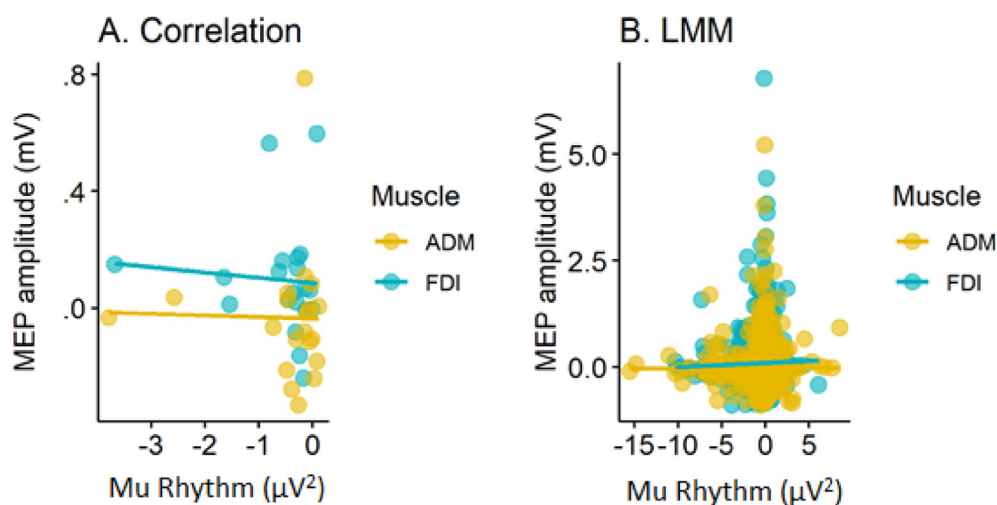 A. Correlation
MEP amplitude (mV)
.8
.4
.0
-3 -2 -1 0
Mu Rhythm (µV²)
Muscle
ADM
FDI
B. LMM
MEP amplitude (mV)
5.0
2.5
0.0
-15 -10 -5 0 5
Mu Rhythm (µV²)
Muscle
ADM
FDI